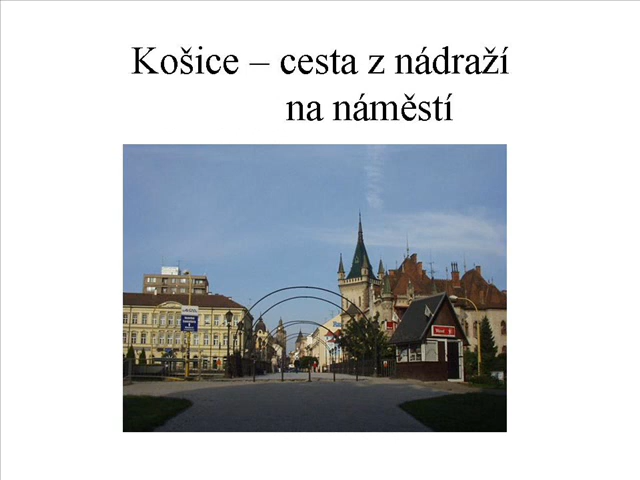 Košice – cesta z nádraží
na náměstí